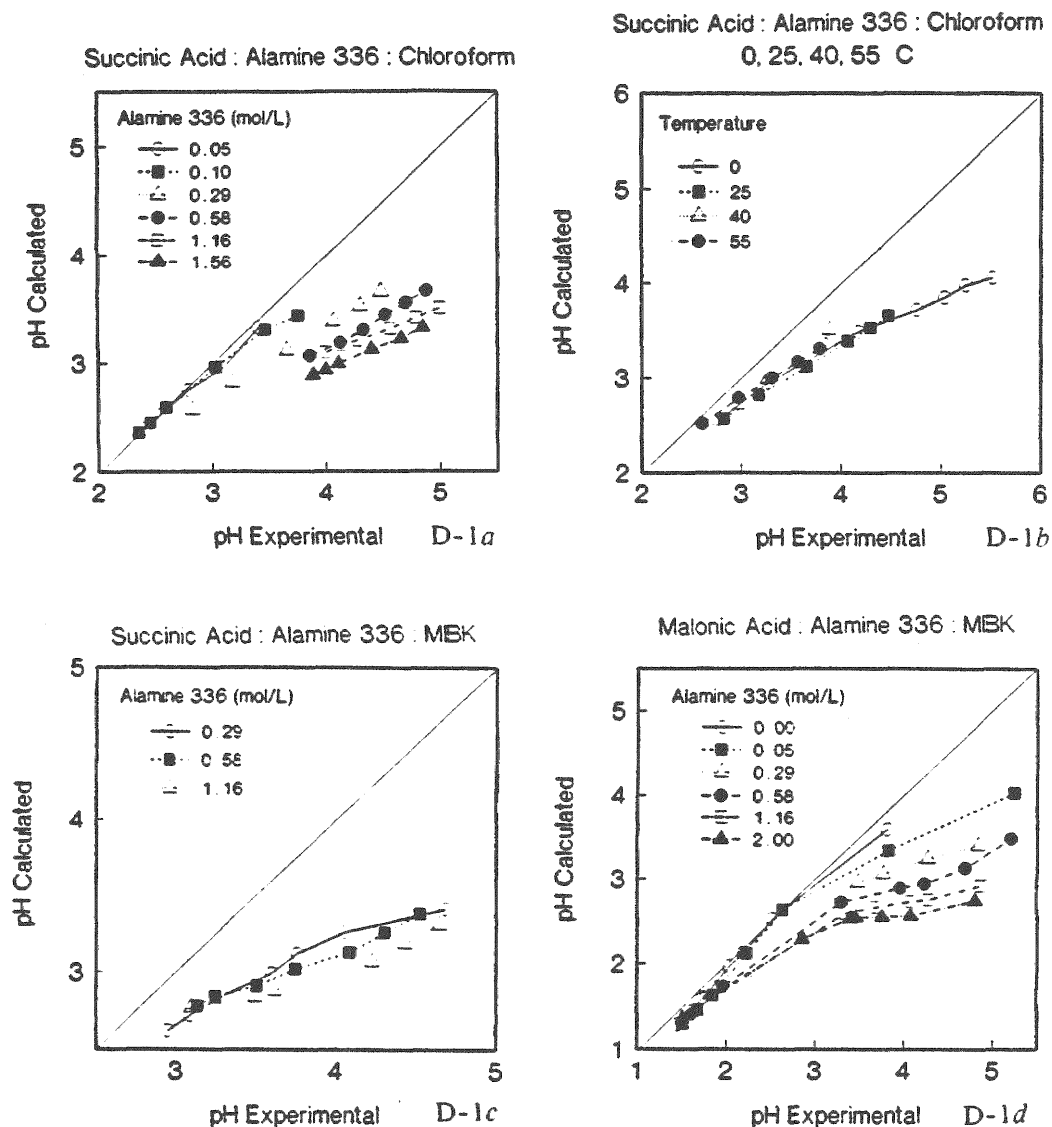 Succinic Acid : Alamine 336 : Chloroform
Alamine 336 (mol/L)
0.05
0.10
0.29
0.58
1.16
1.56
5
4
3
2
2 3 4 5
pH Calculated
pH Experimental D-1a
Succinic Acid : Alamine 336 : Chloroform
0, 25, 40, 55 C
Temperature
0
25
40
55
6
5
4
3
2
2 3 4 5 6
pH Calculated
pH Experimental D-1b
Succinic Acid : Alamine 336 : MBK
Alamine 336 (mol/L)
0.29
0.58
1.16
5
4
3
3 4 5
pH Calculated
pH Experimental D-1c
Malonic Acid : Alamine 336 : MBK
Alamine 336 (mol/L)
0.00
0.05
0.29
0.58
1.16
2.00
5
4
3
2
1
1 2 3 4 5
pH Calculated
pH Experimental D-1d